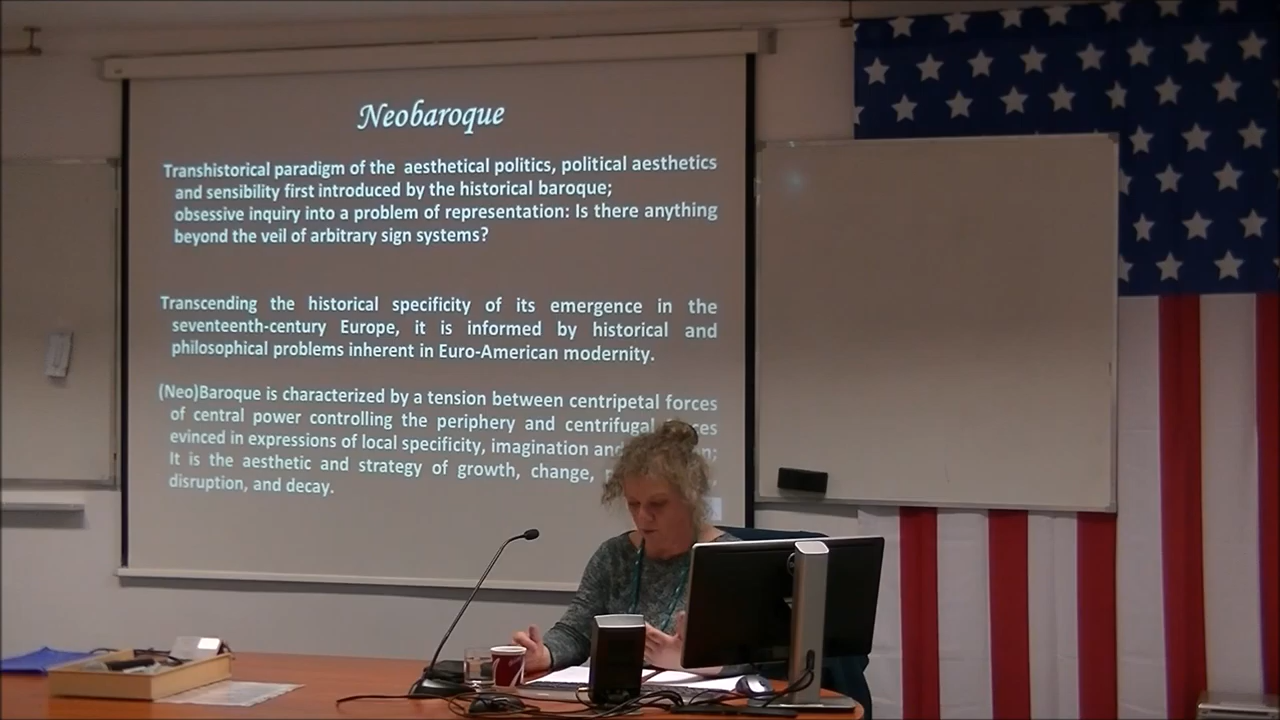 Neobaroque
Transhistorical paradigm of the aesthetical politics, political aesthetics
and sensibility first introduced by the historical baroque;
obsessive inquiry into a problem of representation: Is there anything
beyond the veil of arbitrary sign systems?
Transcending the historical specificity of its emergence in the
seventeenth-century Europe, it is informed by historical and
philosophical problems inherent in Euro-American modernity.
(Neo)Baroque is characterized by a tension between centripetal forces
of central power controlling the periphery and centrifugal
evinced in expressions of local specificity, imagination and
It is the aesthetic and strategy of growth, change,
disruption, and decay.